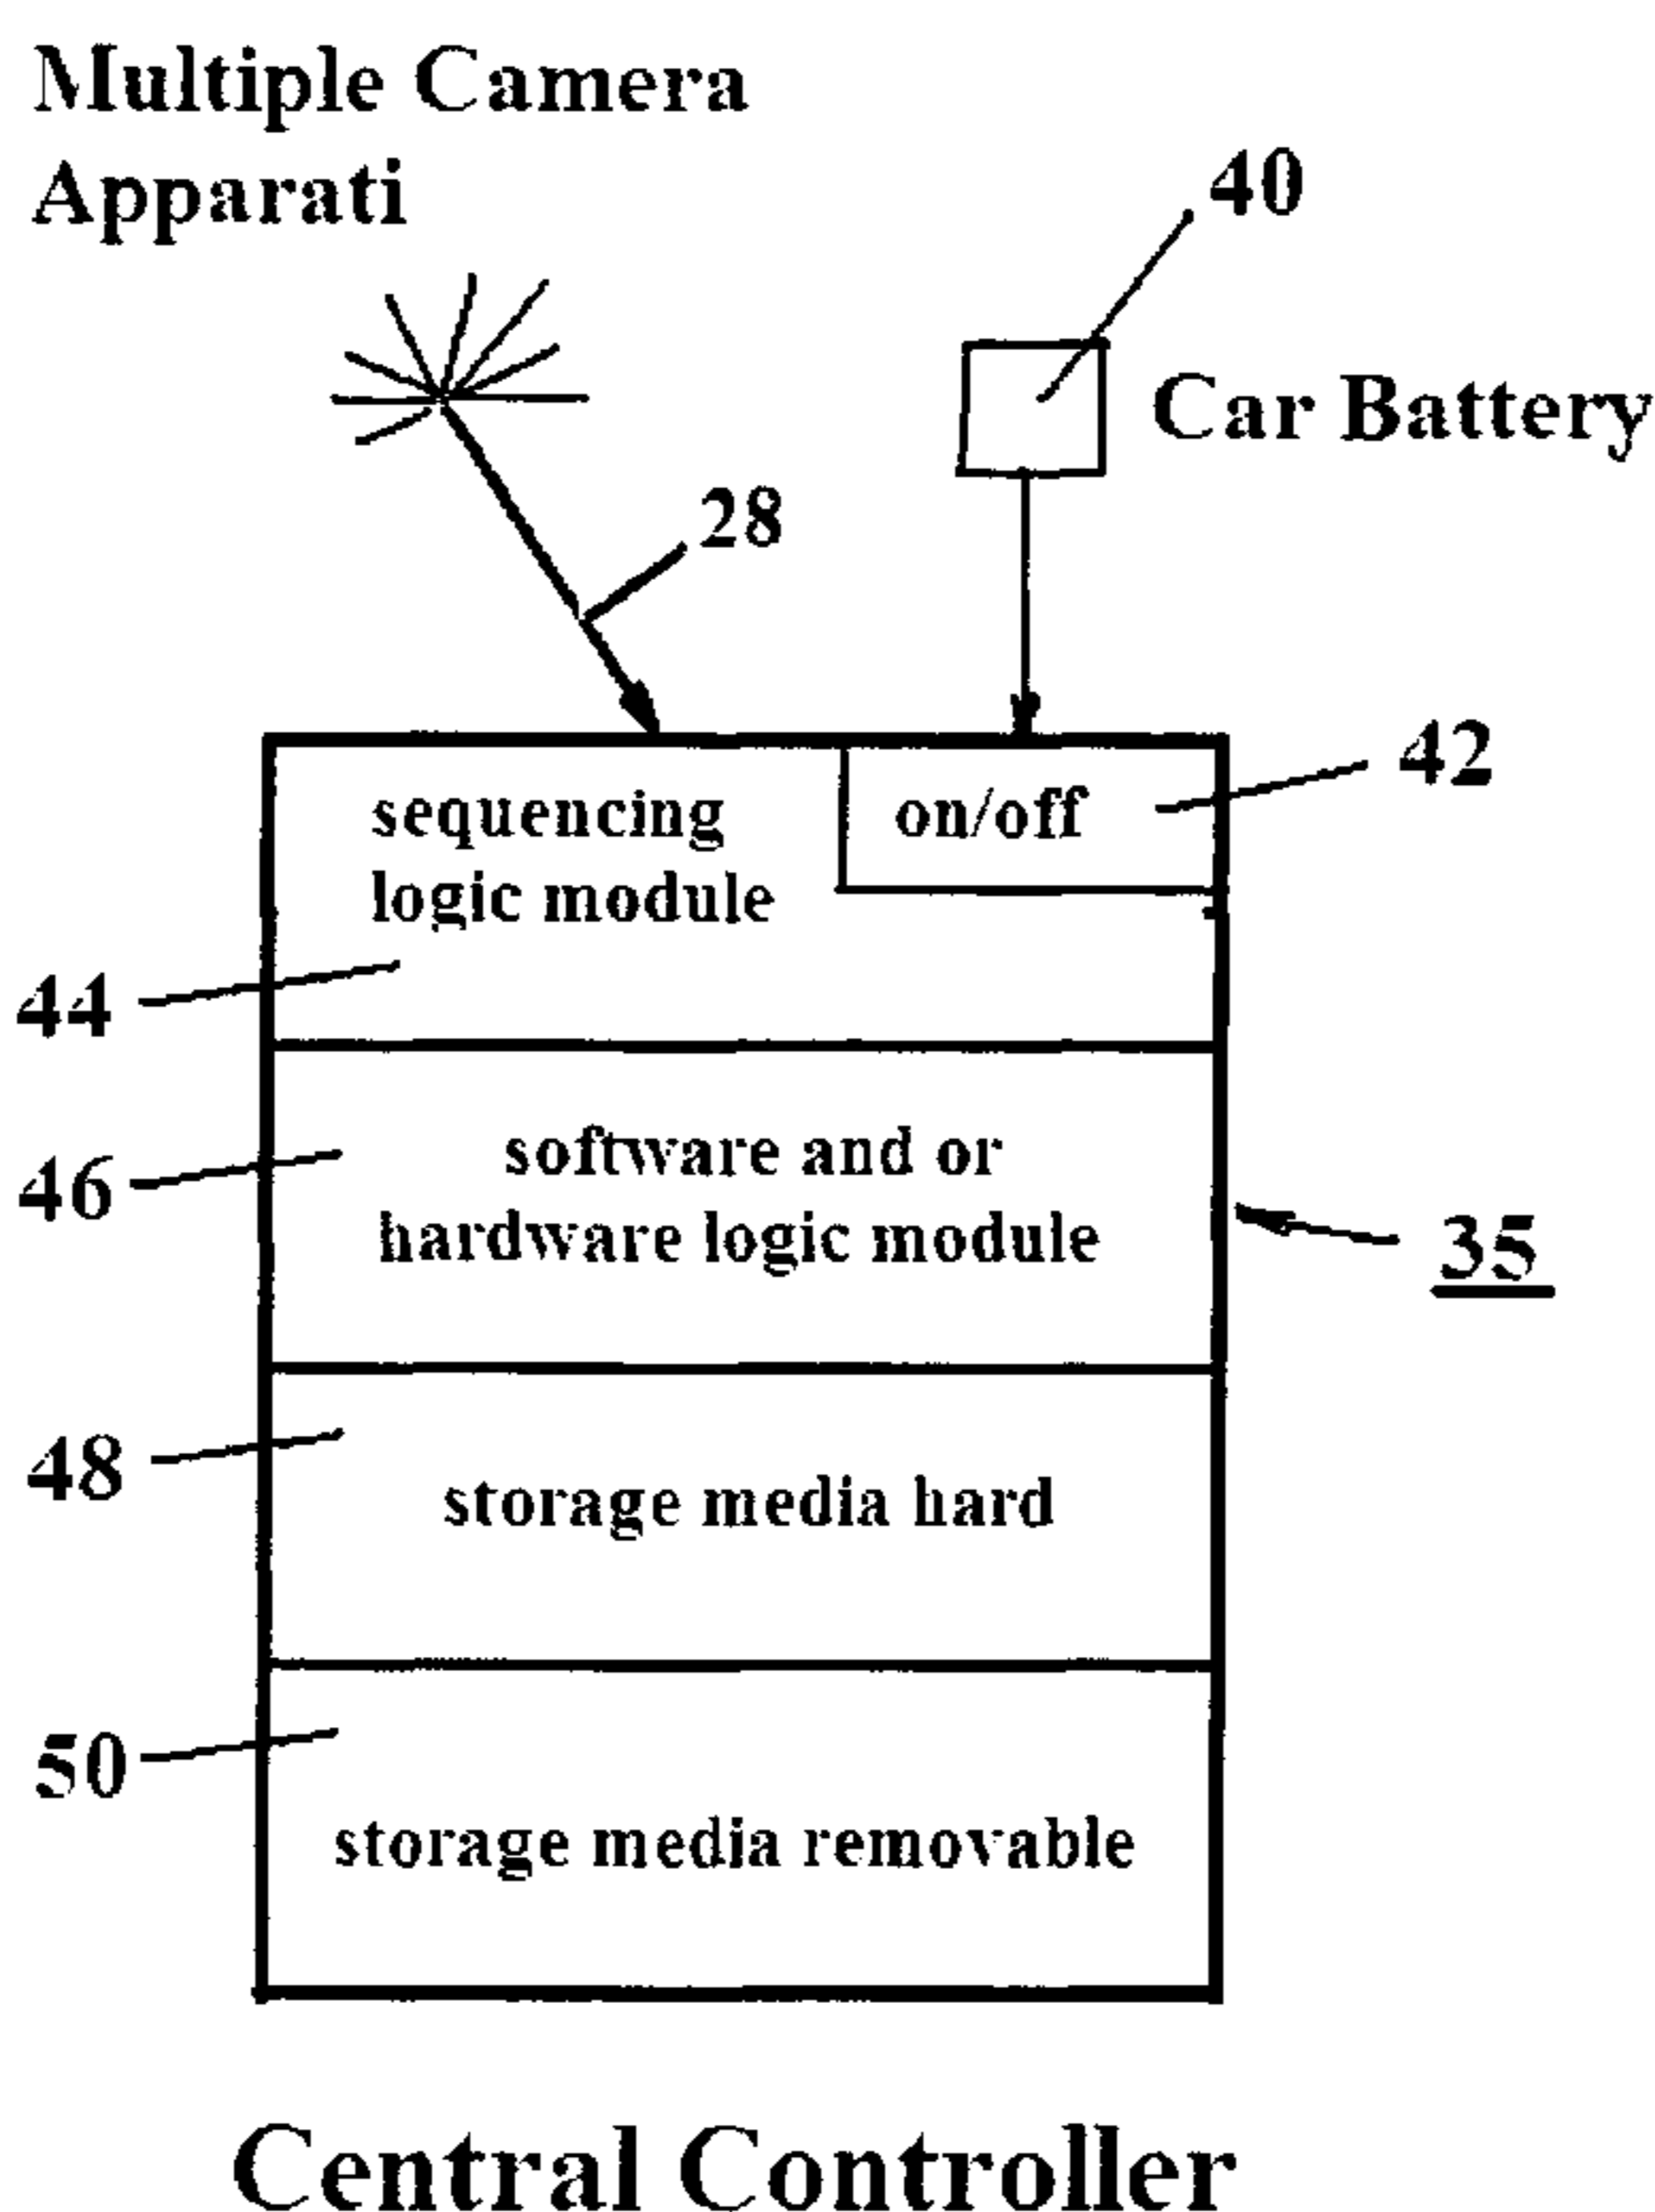 Multiple Camera
Apparati
40
Car Battery
28
42
sequencing
logic module
on/off
44
software and or
hardware logic module
46
35
48
storage media hard
50
storage media removable
Central Controller